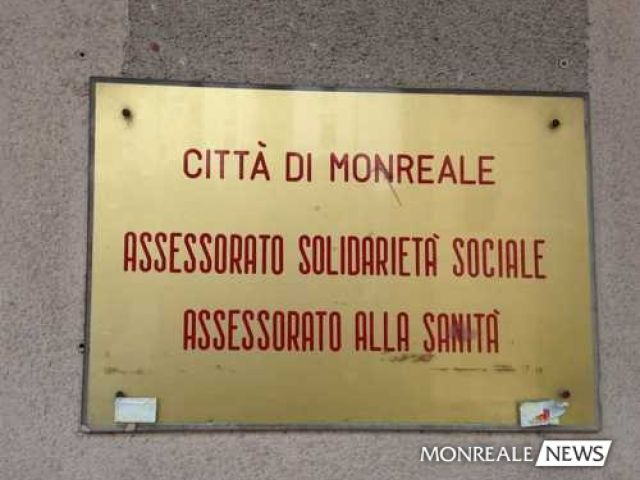 CITTÀ DI MONREALE
ASSESSORATO SOLIDARIETÀ SOCIALE
ASSESSORATO ALLA SANITÀ
MONREALE NEWS